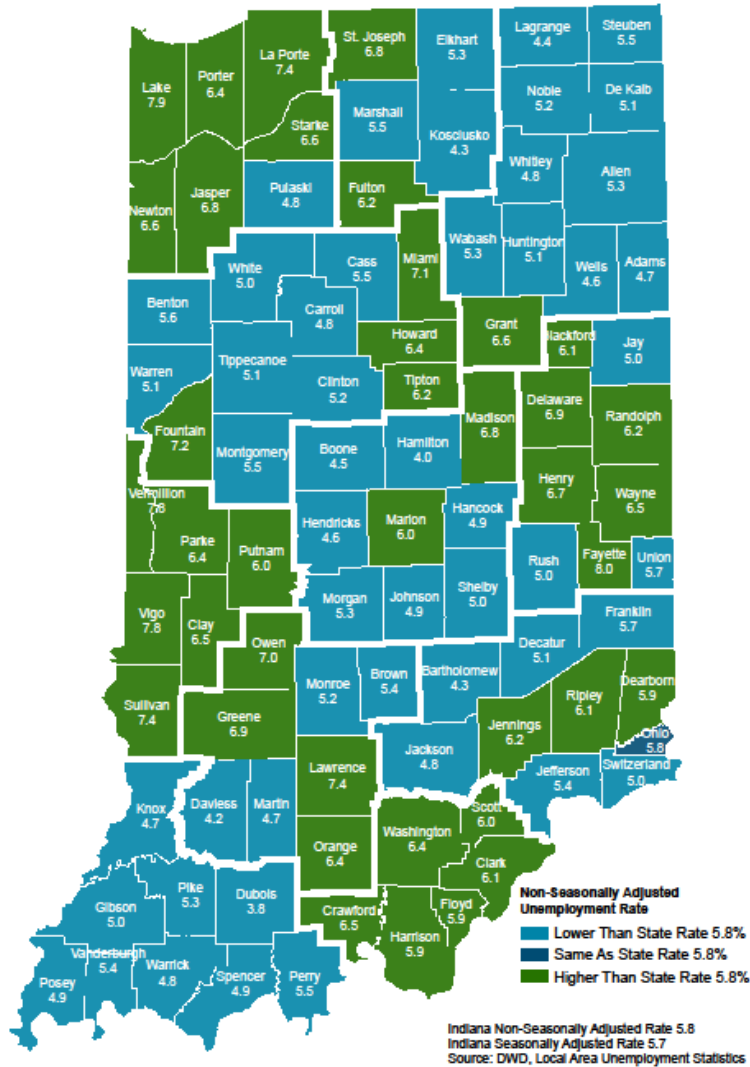 Lake
7.9
Porter
6.4
La Porte
7.4
St. Joseph
6.8
Elkhart
5.3
Lagrange
4.4
Steuben
5.5
Noble
5.2
De Kalb
5.1
Starke
6.6
Marshall
5.5
Kosciusko
4.3
Whitley
4.8
Allen
5.3
Newton
6.6
Jasper
6.8
Pulaski
4.8
Fulton
6.2
Wabash
5.3
Huntington
5.1
Wells
4.6
Adams
4.7
White
5.0
Cass
5.5
Miami
7.1
Benton
5.6
Carroll
4.8
Howard
6.4
Grant
6.6
Blackford
6.1
Jay
5.0
Warren
5.1
Tippecanoe
5.1
Clinton
5.2
Tipton
6.2
Madison
6.8
Delaware
6.9
Randolph
6.2
Fountain
7.2
Montgomery
5.5
Boone
4.5
Hamilton
4.0
Henry
6.7
Wayne
6.5
Vermillion
7.8
Parke
6.4
Putnam
6.0
Hendricks
4.6
Marion
6.0
Hancock
4.9
Rush
5.0
Fayette
8.0
Union
5.7
Vigo
7.8
Clay
6.5
Owen
7.0
Morgan
5.3
Johnson
4.9
Shelby
5.0
Franklin
5.7
Decatur
5.1
Sullivan
7.4
Greene
6.9
Monroe
5.2
Brown
5.4
Bartholomew
4.3
Jennings
6.2
Ripley
6.1
Dearborn
5.9
Ohio
5.8
Switzerland
5.0
Jefferson
5.4
Jackson
4.8
Lawrence
7.4
Knox
4.7
Daviess
4.2
Martin
4.7
Orange
6.4
Washington
6.4
Scott
6.0
Clark
6.1
Gibson
5.0
Pike
5.3
Dubois
3.8
Crawford
6.5
Floyd
5.9
Harrison
5.9
Posey
4.9
Vanderburgh
5.4
Warrick
4.8
Spencer
4.9
Perry
5.5
Non-Seasonally Adjusted
Unemployment Rate
Lower Than State Rate 5.8%
Same As State Rate 5.8%
Higher Than State Rate 5.8%
Indiana Non-Seasonally Adjusted Rate 5.8
Indiana Seasonally Adjusted Rate 5.7
Source: DWD, Local Area Unemployment Statistics